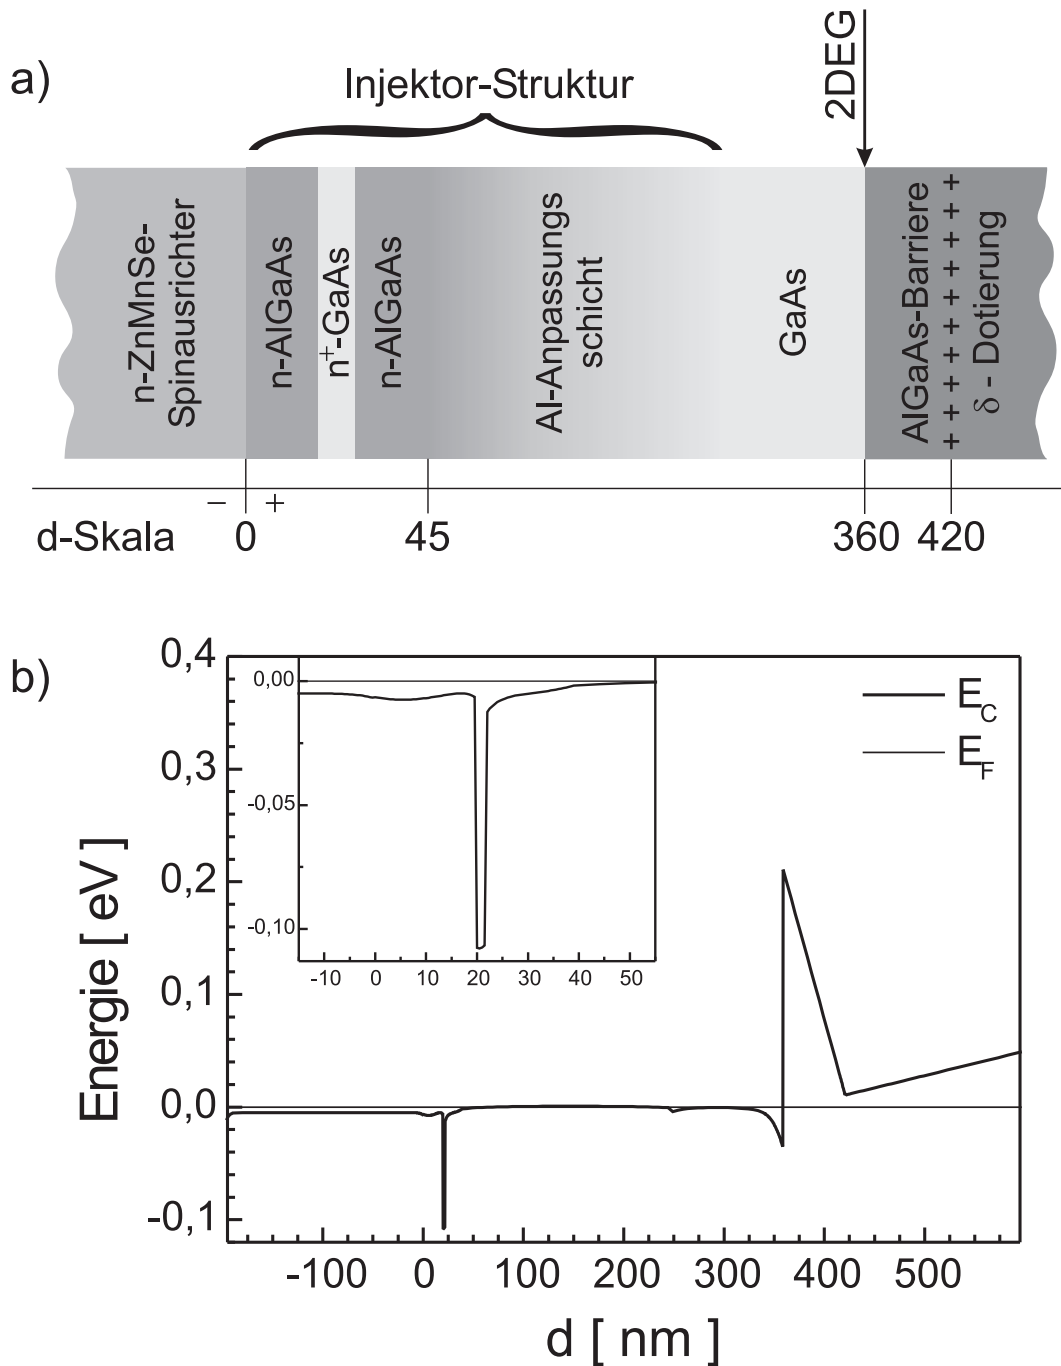 a)
Injektor-Struktur
2DEG
n-ZnMnSe-
Spinausrichter
n-AlGaAs
n+-GaAs
n-AlGaAs
Al-Anpassungs
schicht
GaAs
AlGaAs-Barriere
+ + + + + + + + + + + + + +
δ - Dotierung
− +
d-Skala 0 45 360 420
b)
0,4
0,3
0,2
0,1
0,0
-0,1
Energie [ eV ]
0,00
-0,05
-0,10
-10 0 10 20 30 40 50
E_C
E_F
-100 0 100 200 300 400 500
d [ nm ]